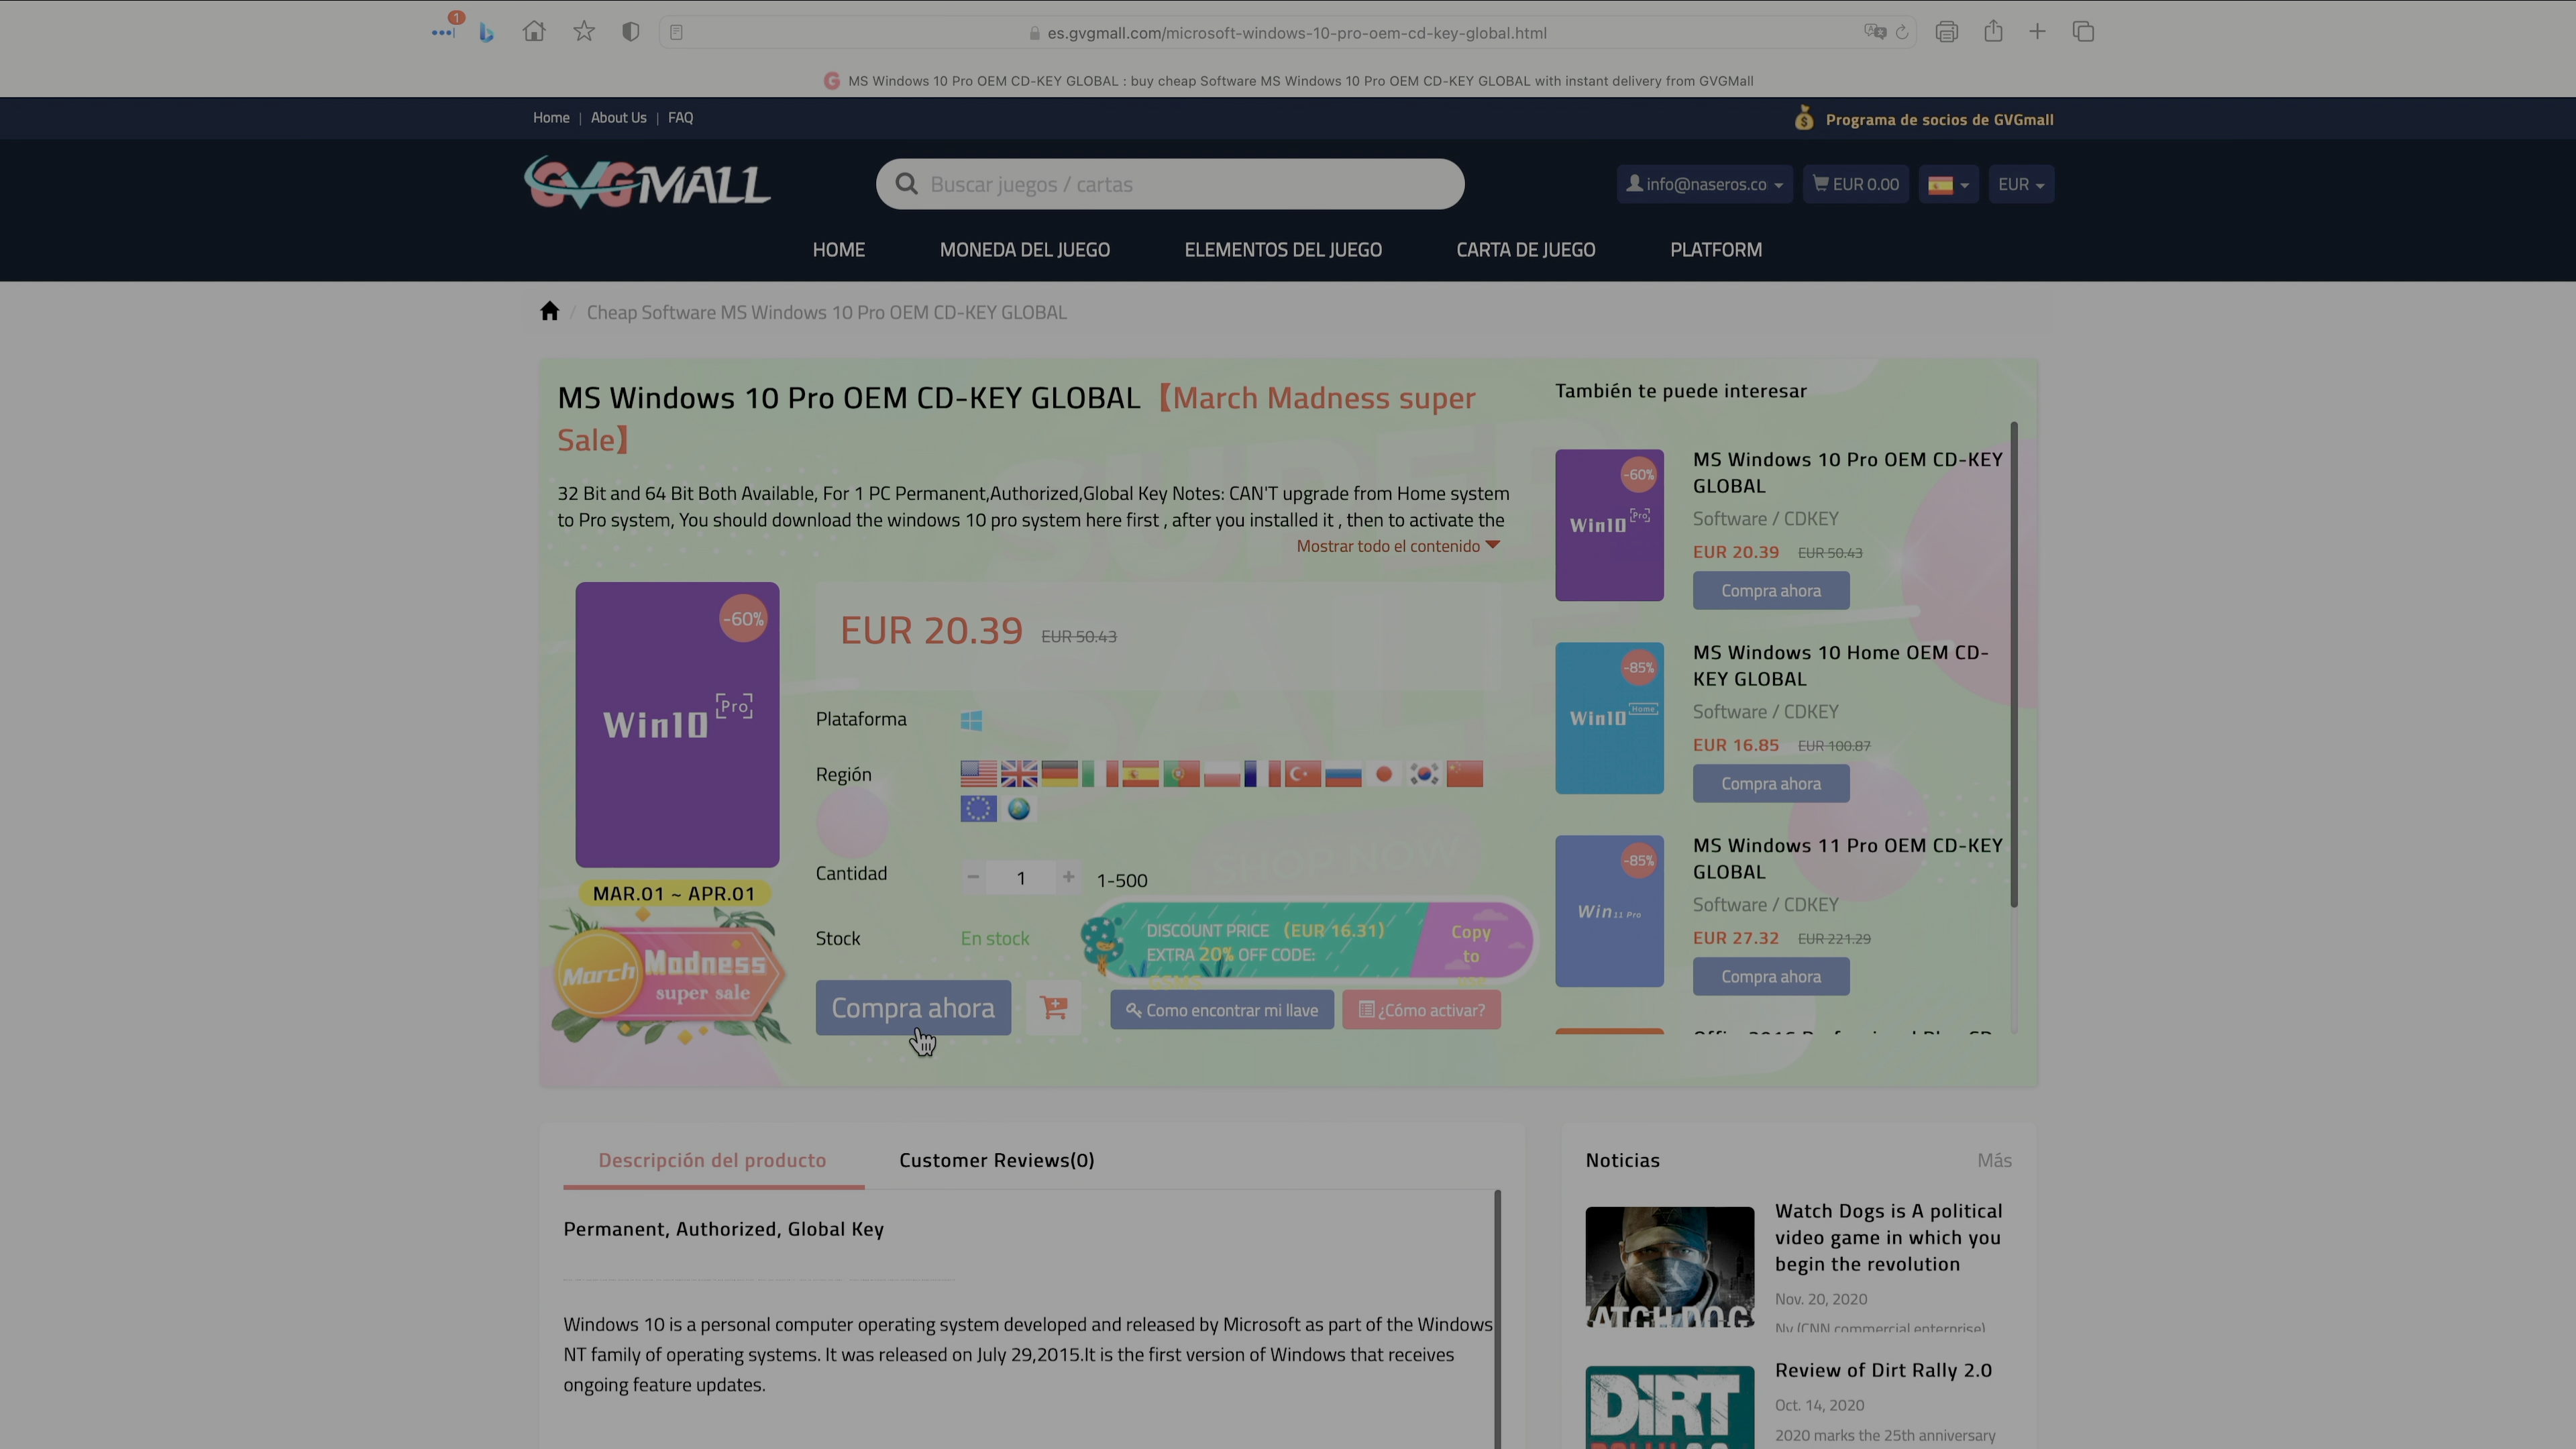 1
es.gvgmall.com/microsoft-windows-10-pro-oem-cd-key-global.html
MS Windows 10 Pro OEM CD-KEY GLOBAL : buy cheap Software MS Windows 10 Pro OEM CD-KEY GLOBAL with instant delivery from GVGMall
Home | About Us | FAQ
Programa de socios de GVGmall
GVGMALL
Buscar juegos / cartas
info@naseros.co
EUR 0.00
EUR
HOME
MONEDA DEL JUEGO
ELEMENTOS DEL JUEGO
CARTA DE JUEGO
PLATFORM
/ Cheap Software MS Windows 10 Pro OEM CD-KEY GLOBAL
MS Windows 10 Pro OEM CD-KEY GLOBAL【March Madness super
Sale】
32 Bit and 64 Bit Both Available, For 1 PC Permanent,Authorized,Global Key Notes: CAN'T upgrade from Home system
to Pro system, You should download the windows 10 pro system here first , after you installed it , then to activate the
Mostrar todo el contenido
-60%
Win10 Pro
MAR.01 ~ APR.01
March Madness
super sale
EUR 20.39 EUR 50.43
Plataforma
Región
Cantidad
1
1-500
SHOP NOW
Stock
En stock
DISCOUNT PRICE (EUR 16.31)
EXTRA 20% OFF CODE:
Copy
to
Compra ahora
Como encontrar mi llave
¿Cómo activar?
También te puede interesar
-60%
Win10 Pro
MS Windows 10 Pro OEM CD-KEY
GLOBAL
Software / CDKEY
EUR 20.39 EUR 50.43
Compra ahora
-85%
Win10 Home
MS Windows 10 Home OEM CD-
KEY GLOBAL
Software / CDKEY
EUR 16.85 EUR 100.87
Compra ahora
-85%
Win 11 Pro
MS Windows 11 Pro OEM CD-KEY
GLOBAL
Software / CDKEY
EUR 27.32 EUR 221.29
Compra ahora
Descripción del producto
Customer Reviews(0)
Permanent, Authorized, Global Key
Windows 10 is a personal computer operating system developed and released by Microsoft as part of the Windows
NT family of operating systems. It was released on July 29,2015.It is the first version of Windows that receives
ongoing feature updates.
Noticias
Más
WATCH DOGS
Watch Dogs is A political
video game in which you
begin the revolution
Nov. 20, 2020
Ny (CNN commercial enterprise)
DiRT
Review of Dirt Rally 2.0
Oct. 14, 2020
2020 marks the 25th anniversary